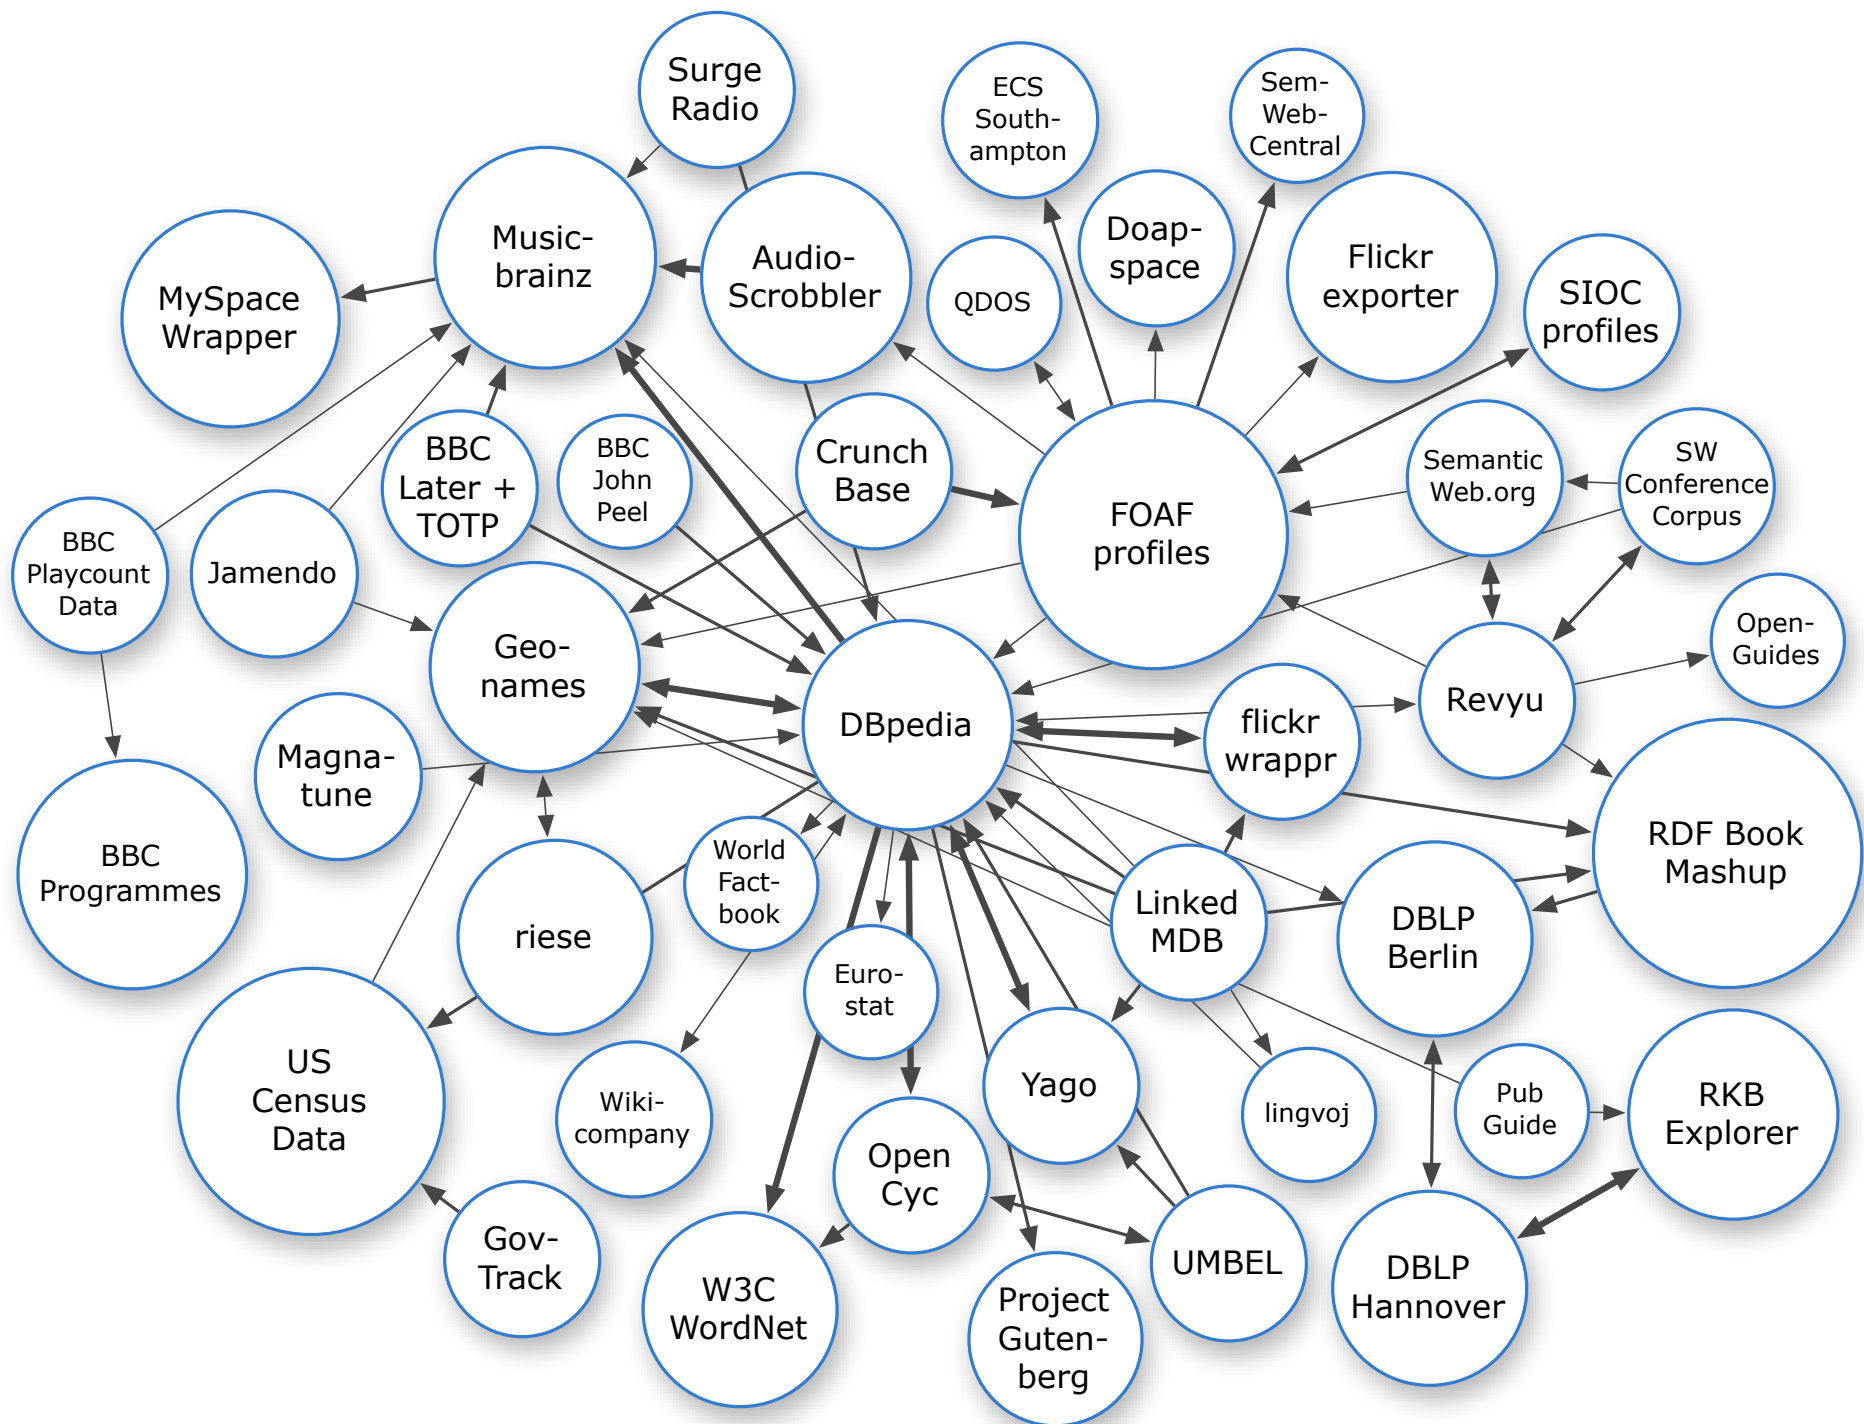 Surge
Radio
ECS
South-
ampton
Sem-
Web-
Central
Music-
brainz
Audio-
Scrobbler
Doap-
space
Flickr
exporter
MySpace
Wrapper
QDOS
SIOC
profiles
BBC
Later +
TOTP
BBC
John
Peel
Crunch
Base
FOAF
profiles
Semantic
Web.org
SW
Conference
Corpus
BBC
Playcount
Data
Jamendo
Geo-
names
DBpedia
flickr
wrappr
Revyu
Open-
Guides
Magna-
tune
BBC
Programmes
riese
World
Fact-
book
Euro-
stat
Linked
MDB
DBLP
Berlin
RDF Book
Mashup
US
Census
Data
Wiki-
company
Yago
lingvoj
Pub
Guide
RKB
Explorer
Open
Cyc
Gov-
Track
W3C
WordNet
Project
Guten-
berg
UMBEL
DBLP
Hannover